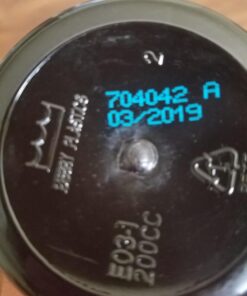 2
704042 A
03/2019
BERRY PLASTICS
E03-1
200CC